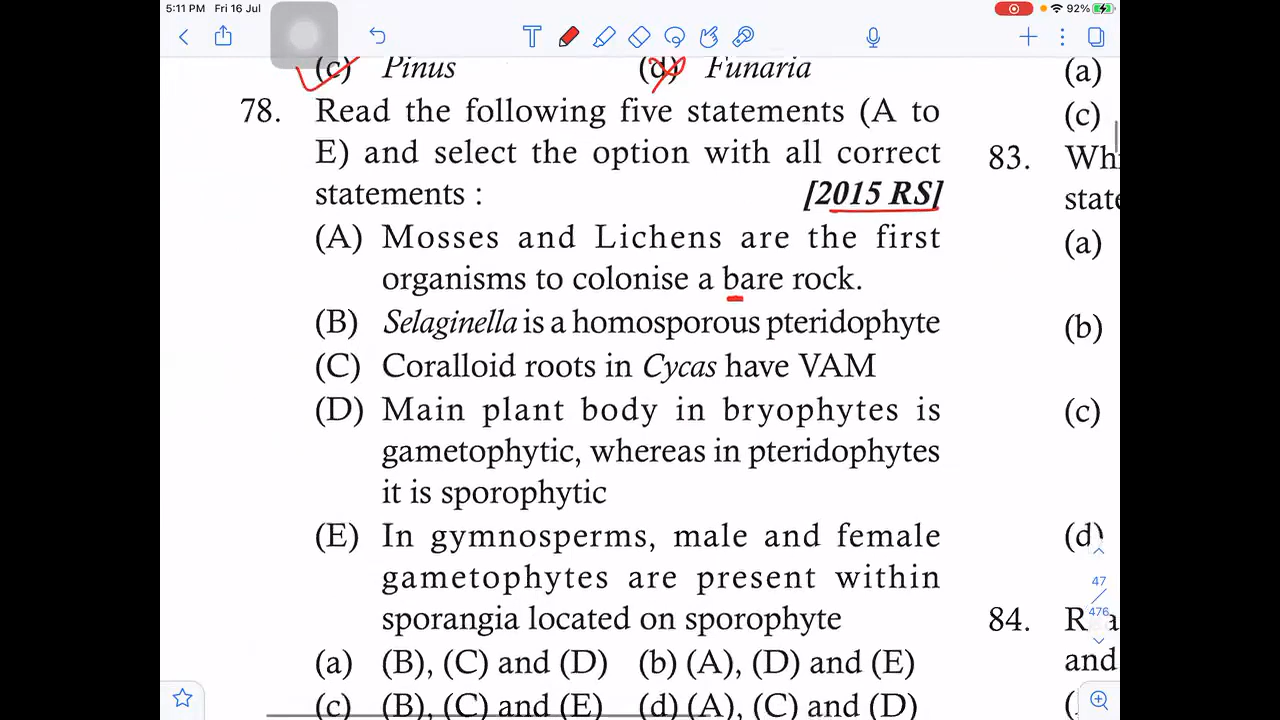 5:11 PM Fri 16 Jul
92%
T
(c) Pinus (d) Funaria
78. Read the following five statements (A to
E) and select the option with all correct
statements : [2015 RS]
(A) Mosses and Lichens are the first
organisms to colonise a bare rock.
(B) Selaginella is a homosporous pteridophyte
(C) Coralloid roots in Cycas have VAM
(D) Main plant body in bryophytes is
gametophytic, whereas in pteridophytes
it is sporophytic
(E) In gymnosperms, male and female
gametophytes are present within
sporangia located on sporophyte
(a) (B), (C) and (D) (b) (A), (D) and (E)
(c) (B), (C) and (E) (d) (A), (C) and (D)
(a)
(c)
83. Whi
state
(a)
(b)
(c)
(d)
47
476
84.
and